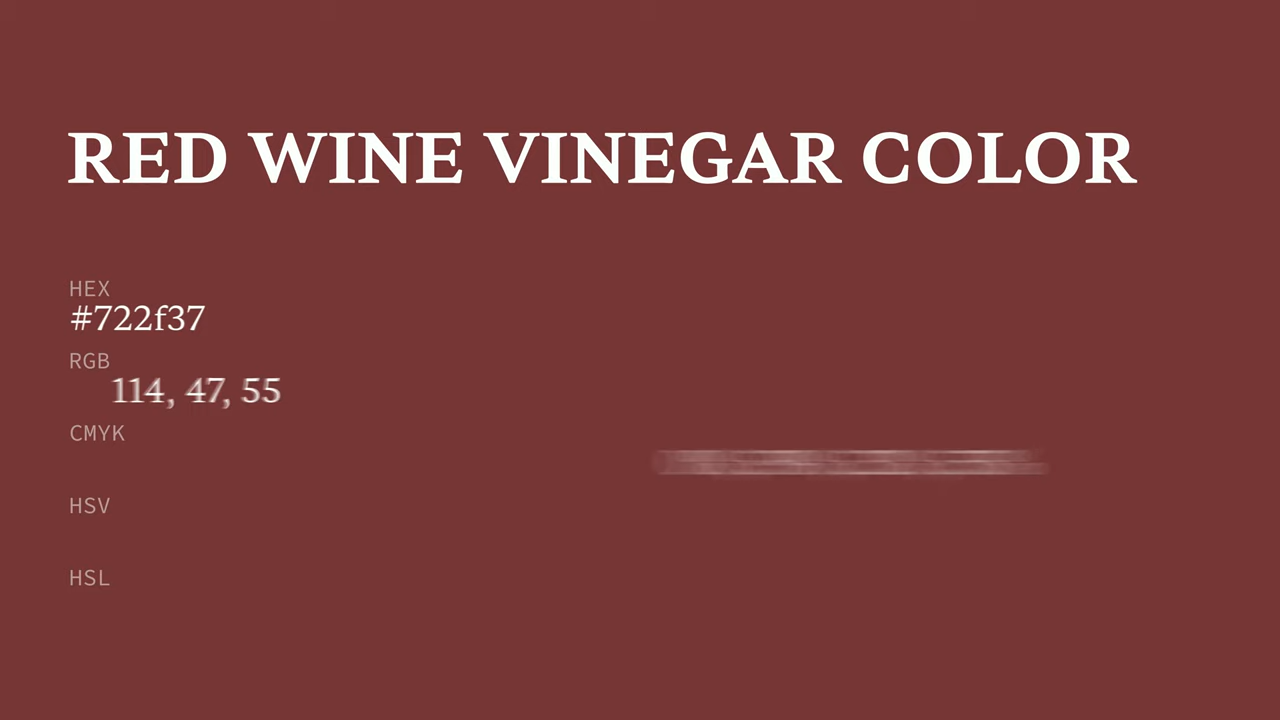 RED WINE VINEGAR COLOR
HEX
#722f37
RGB
114, 47, 55
CMYK
HSV
HSL